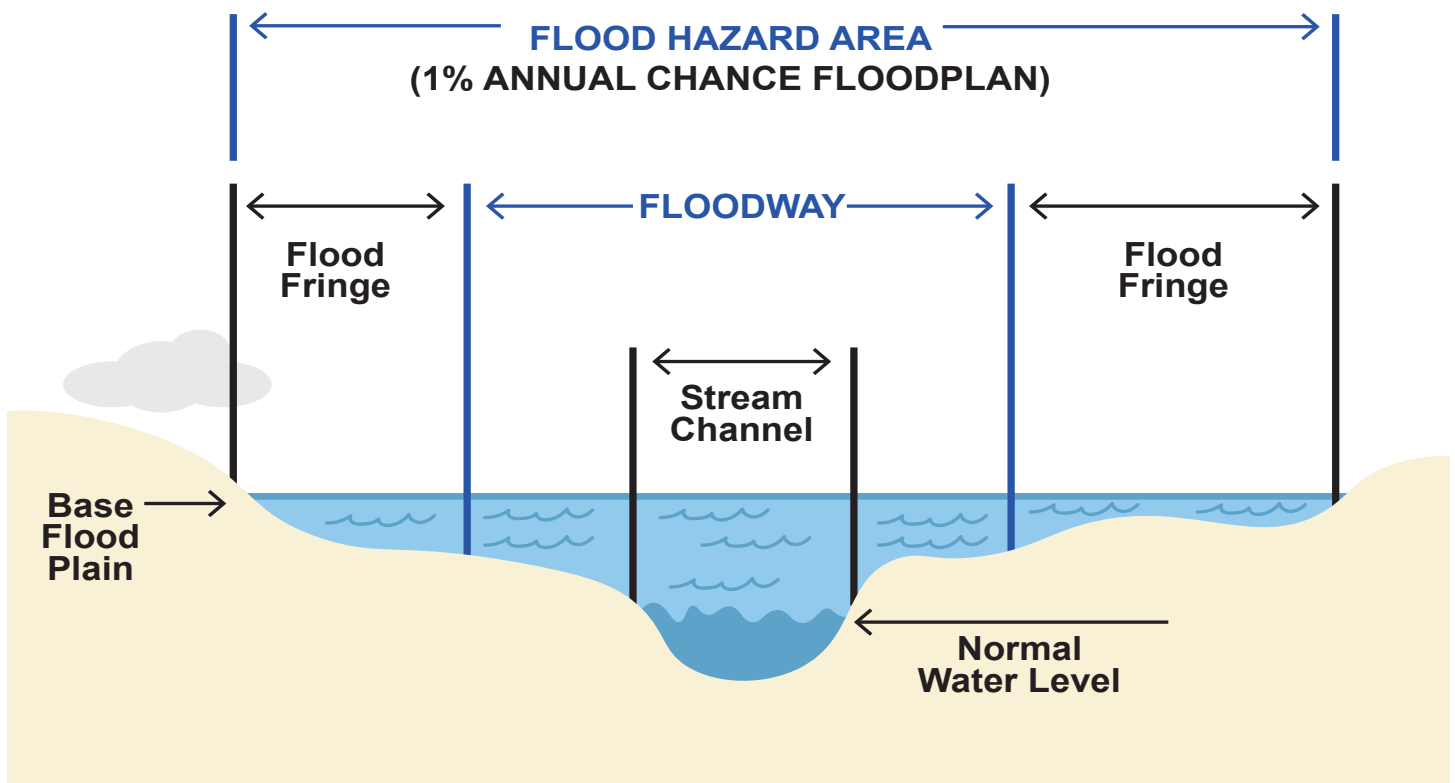 FLOOD HAZARD AREA
(1% ANNUAL CHANCE FLOODPLAN)
FLOODWAY
Flood
Fringe
Flood
Fringe
Stream
Channel
Base
Flood
Plain
Normal
Water Level